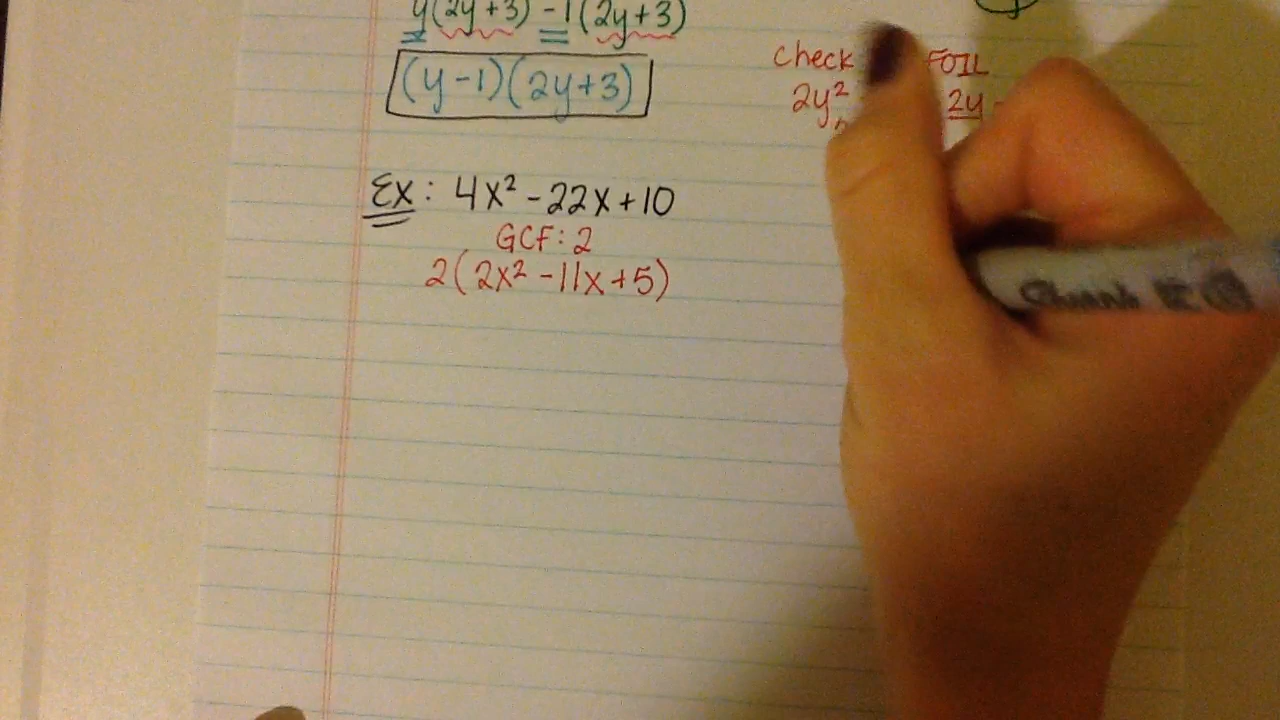 y(2y+3) -1(2y+3)
(y-1)(2y+3)
Check FOIL
2y² 2y -
Ex: 4x² - 22x + 10
GCF: 2
2(2x² - 11x + 5)